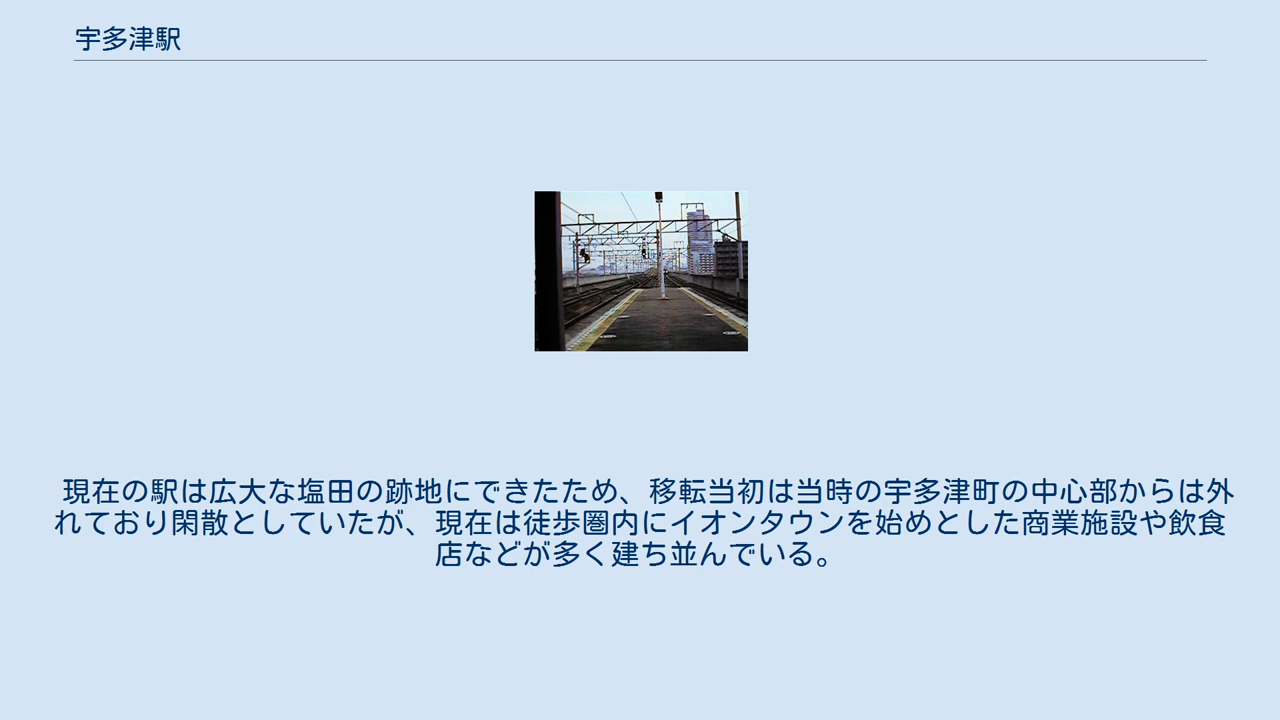 宇多津駅
現在の駅は広大な塩田の跡地にできたため、移転当初は当時の宇多津町の中心部からは外
れており閑散としていたが、現在は徒歩圏内にイオンタウンを始めとした商業施設や飲食
店などが多く建ち並んでいる。